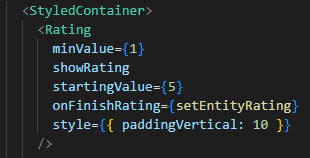 <StyledContainer>
<Rating
minValue={1}
showRating
startingValue={5}
onFinishRating={setEntityRating}
style={{ paddingVertical: 10 }}
/>